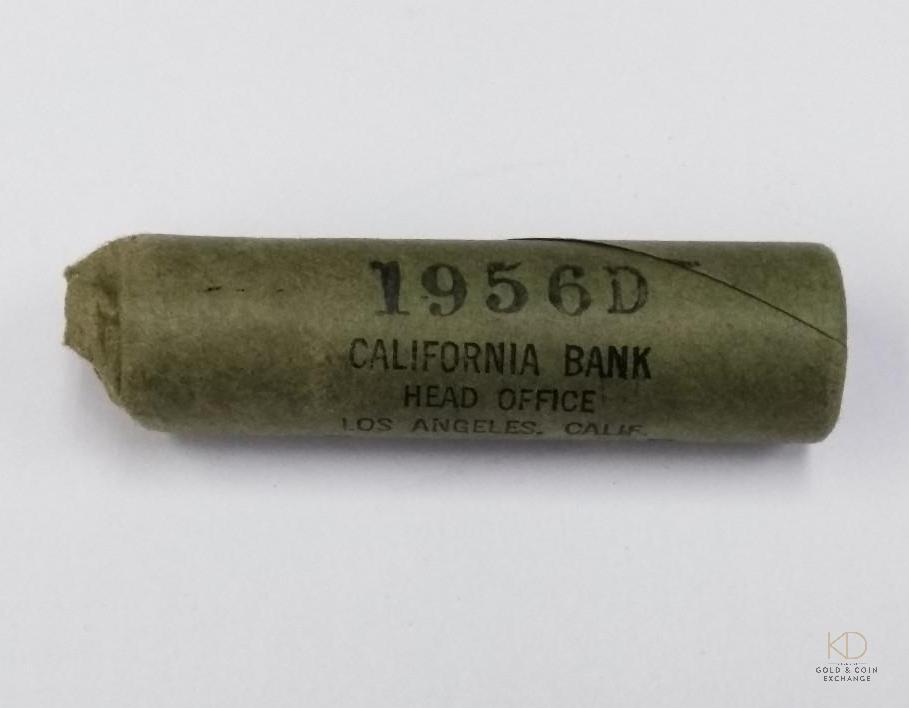 1956D
CALIFORNIA BANK
HEAD OFFICE
LOS ANGELES, CALIF.
KD
GOLD & COIN
EXCHANGE